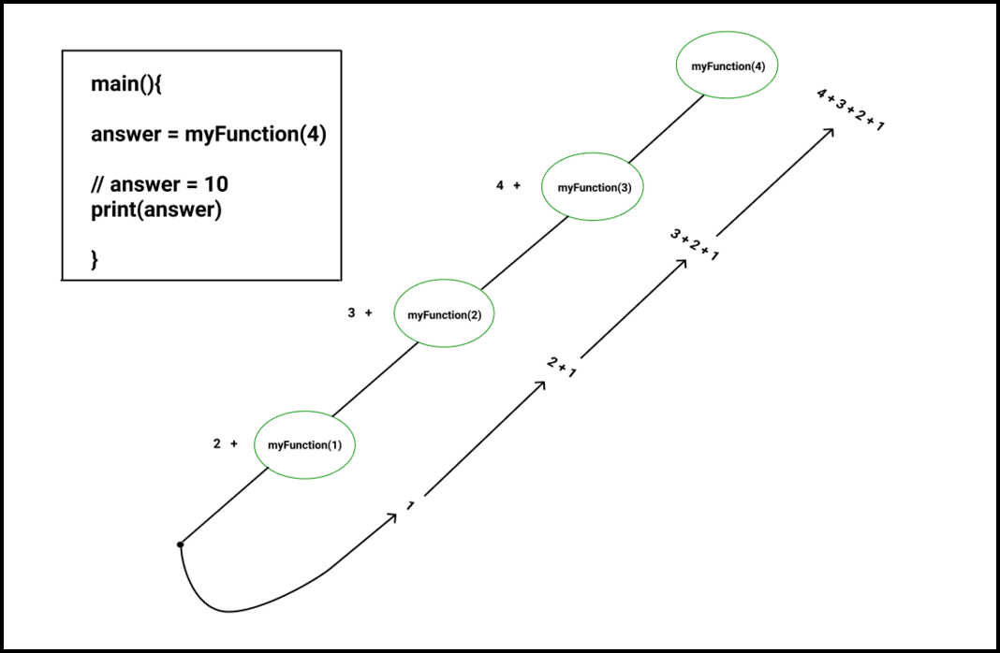 main(){
answer = myFunction(4)
// answer = 10
print(answer)
}
myFunction(4)
4+3+2+1
4 + myFunction(3)
3+2+1
3 + myFunction(2)
2+1
2 + myFunction(1)
1